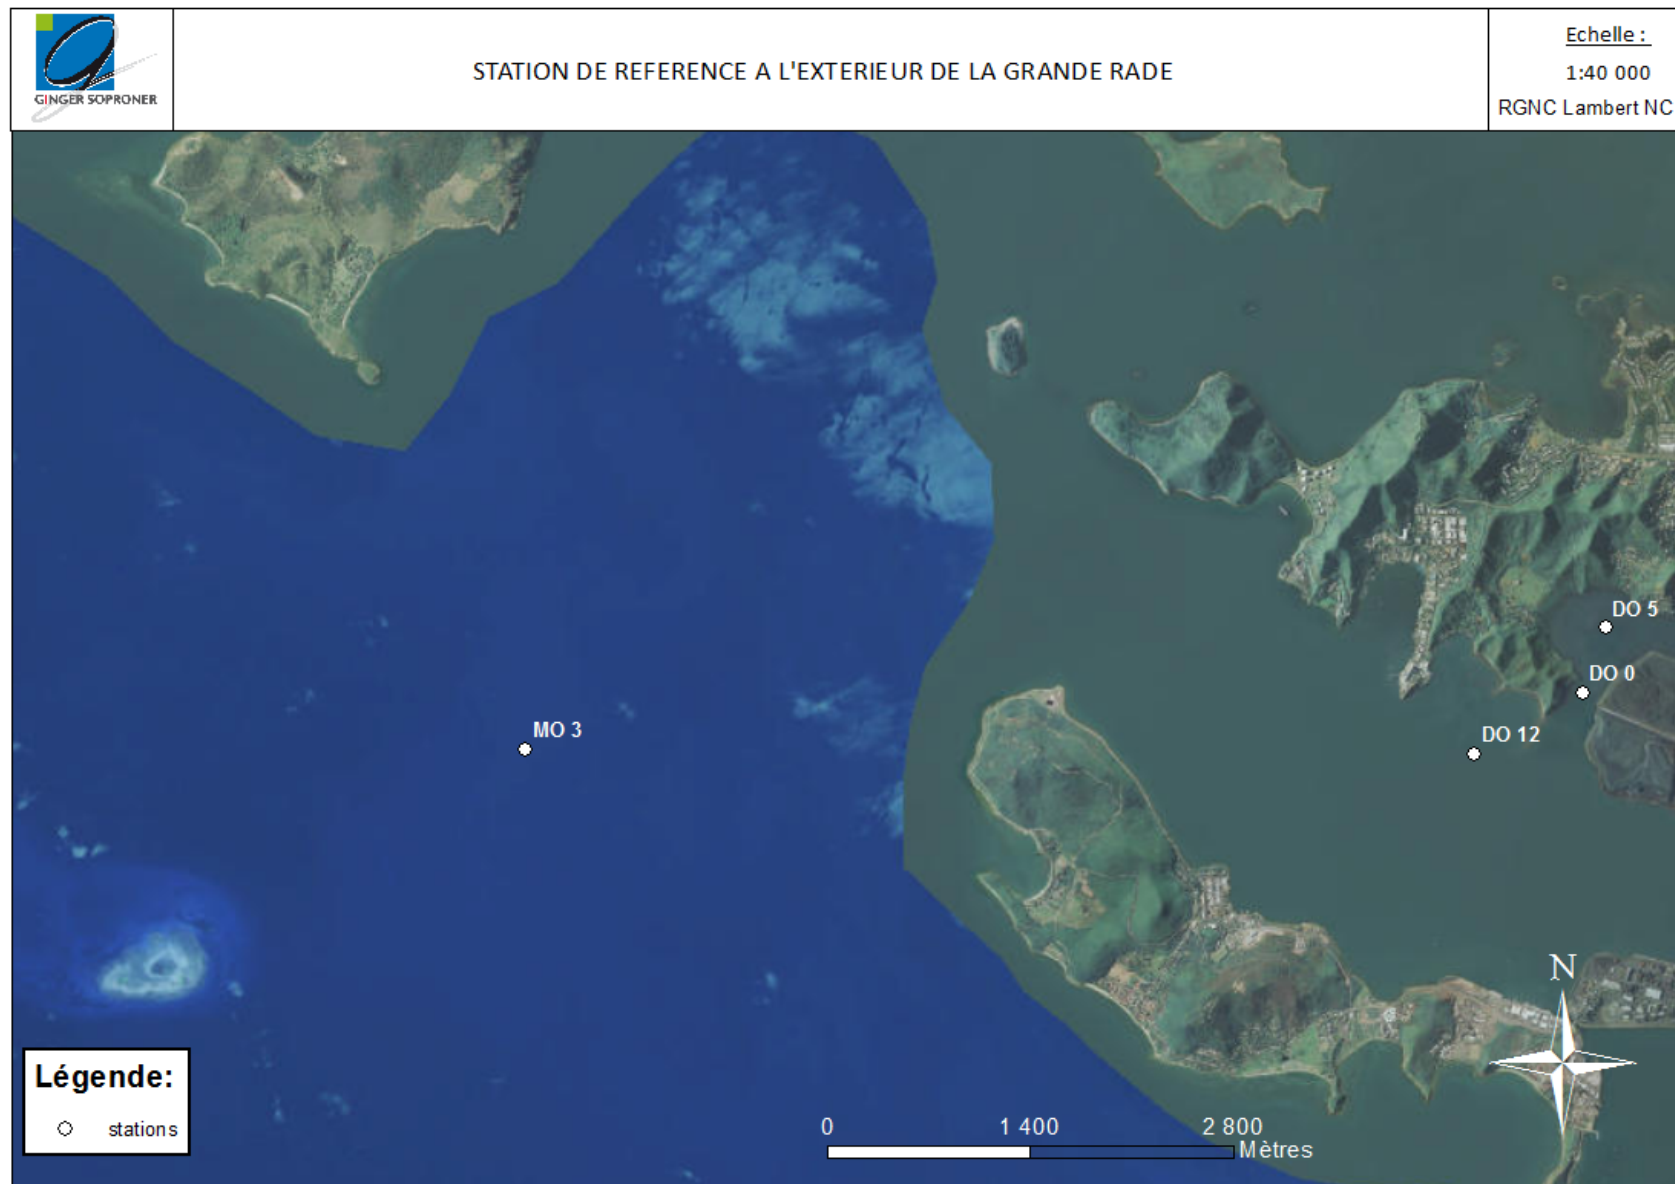 GINGER SOPRONER
STATION DE REFERENCE A L'EXTERIEUR DE LA GRANDE RADE
Echelle :
1:40 000
RGNC Lambert NC
DO 5
DO 0
MO 3
DO 12
N
Légende:
stations
0 1 400 2 800
Mètres